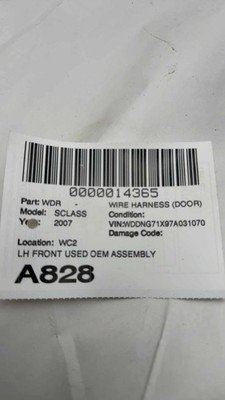 0000014365
Part: WDR - WIRE HARNESS (DOOR)
Model: SCLASS Condition:
2007 VIN:WDDNG71X97A031070
Damage Code:
Location: WC2
LH FRONT USED OEM ASSEMBLY
A828